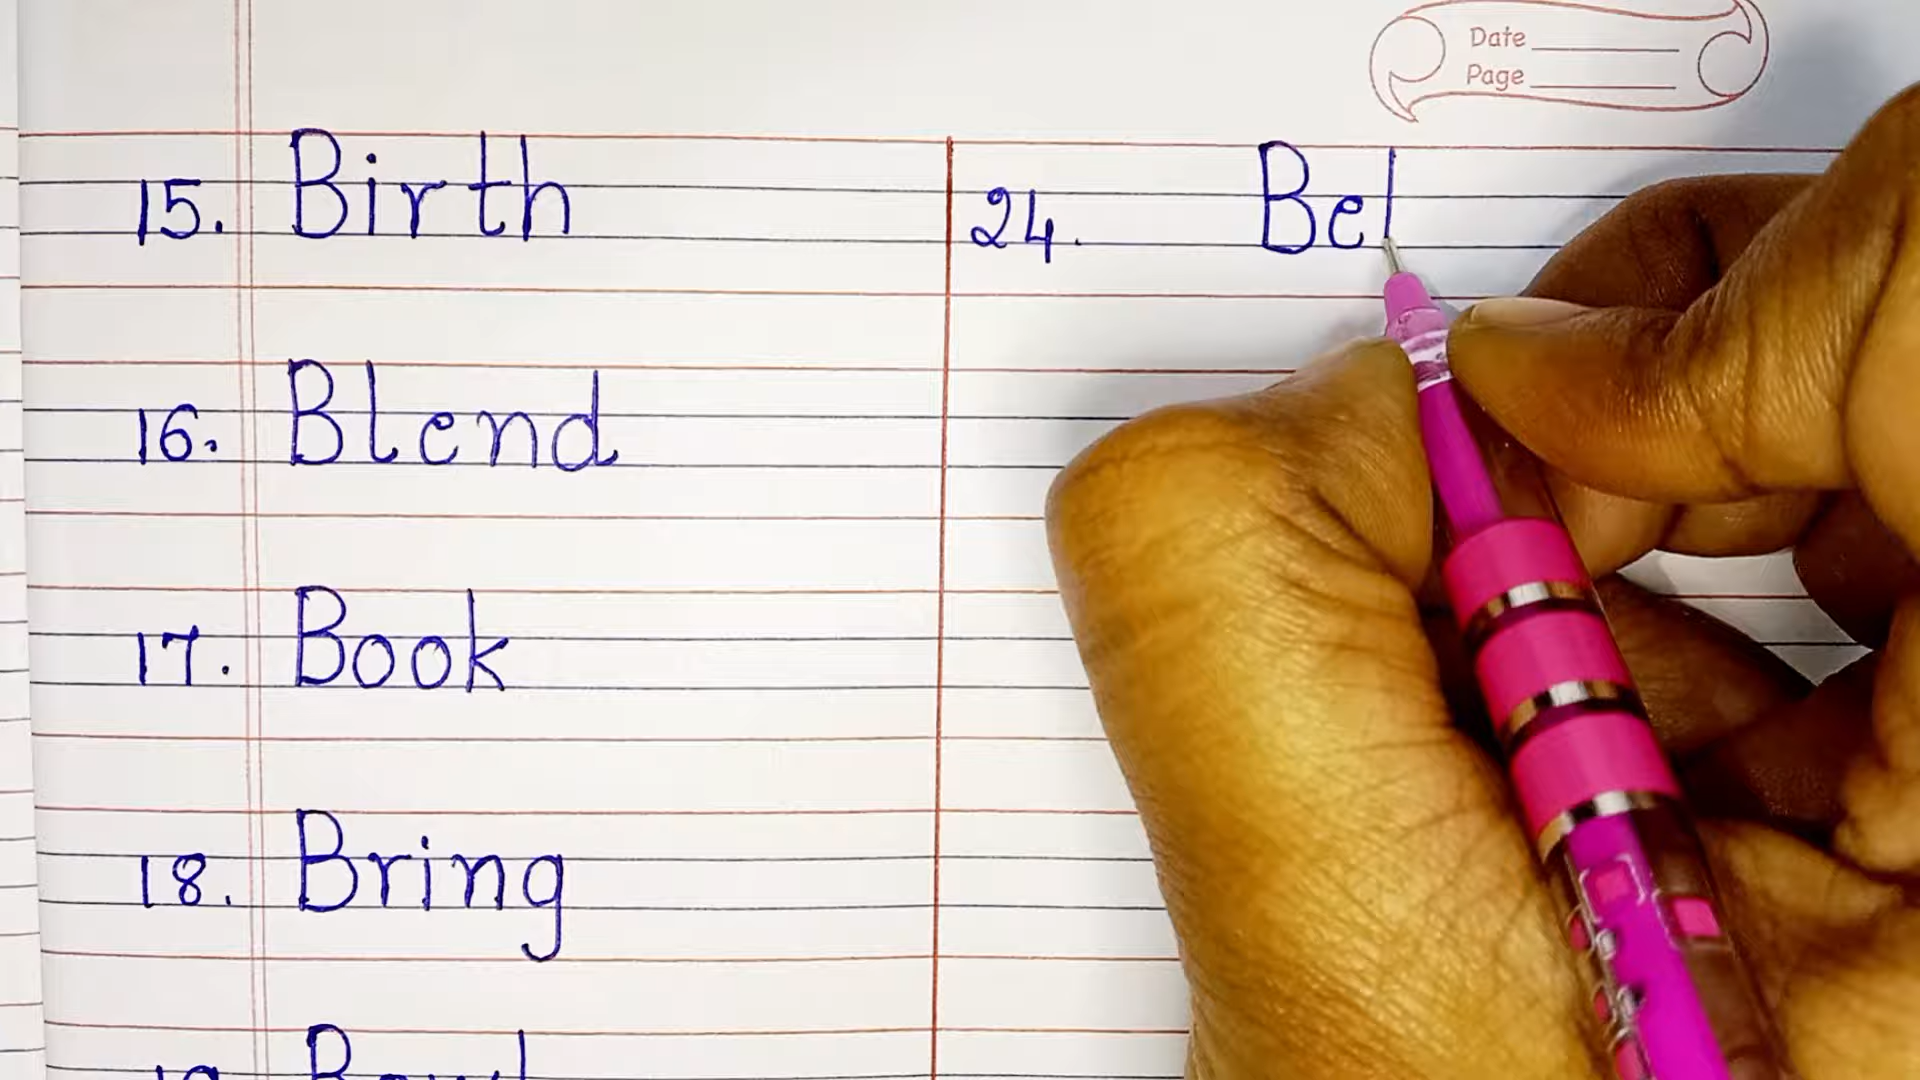 Date
Page
15. Birth
16. Blend
17. Book
18. Bring
24. Bel